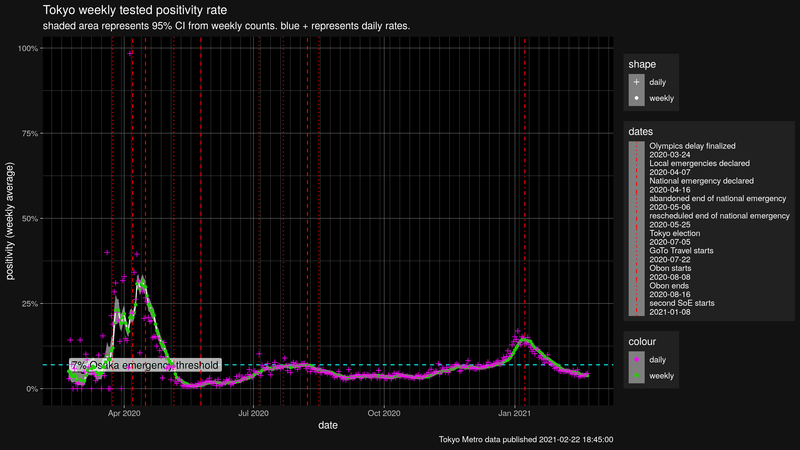 Tokyo weekly tested positivity rate
shaded area represents 95% CI from weekly counts. blue + represents daily rates.
100%
75%
50%
25%
0%
positivity (weekly average)
7% Osaka emergency threshold
Apr 2020
Jul 2020
Oct 2020
Jan 2021
date
shape
daily
weekly
dates
Olympics delay finalized
2020-03-24
Local emergencies declared
2020-04-07
National emergency declared
2020-04-16
abandoned end of national emergency
2020-05-06
rescheduled end of national emergency
2020-05-25
Tokyo election
2020-07-05
GoTo Travel starts
2020-07-22
Obon starts
2020-08-08
Obon ends
2020-08-16
second SoE starts
2021-01-08
colour
daily
weekly
Tokyo Metro data published 2021-02-22 18:45:00